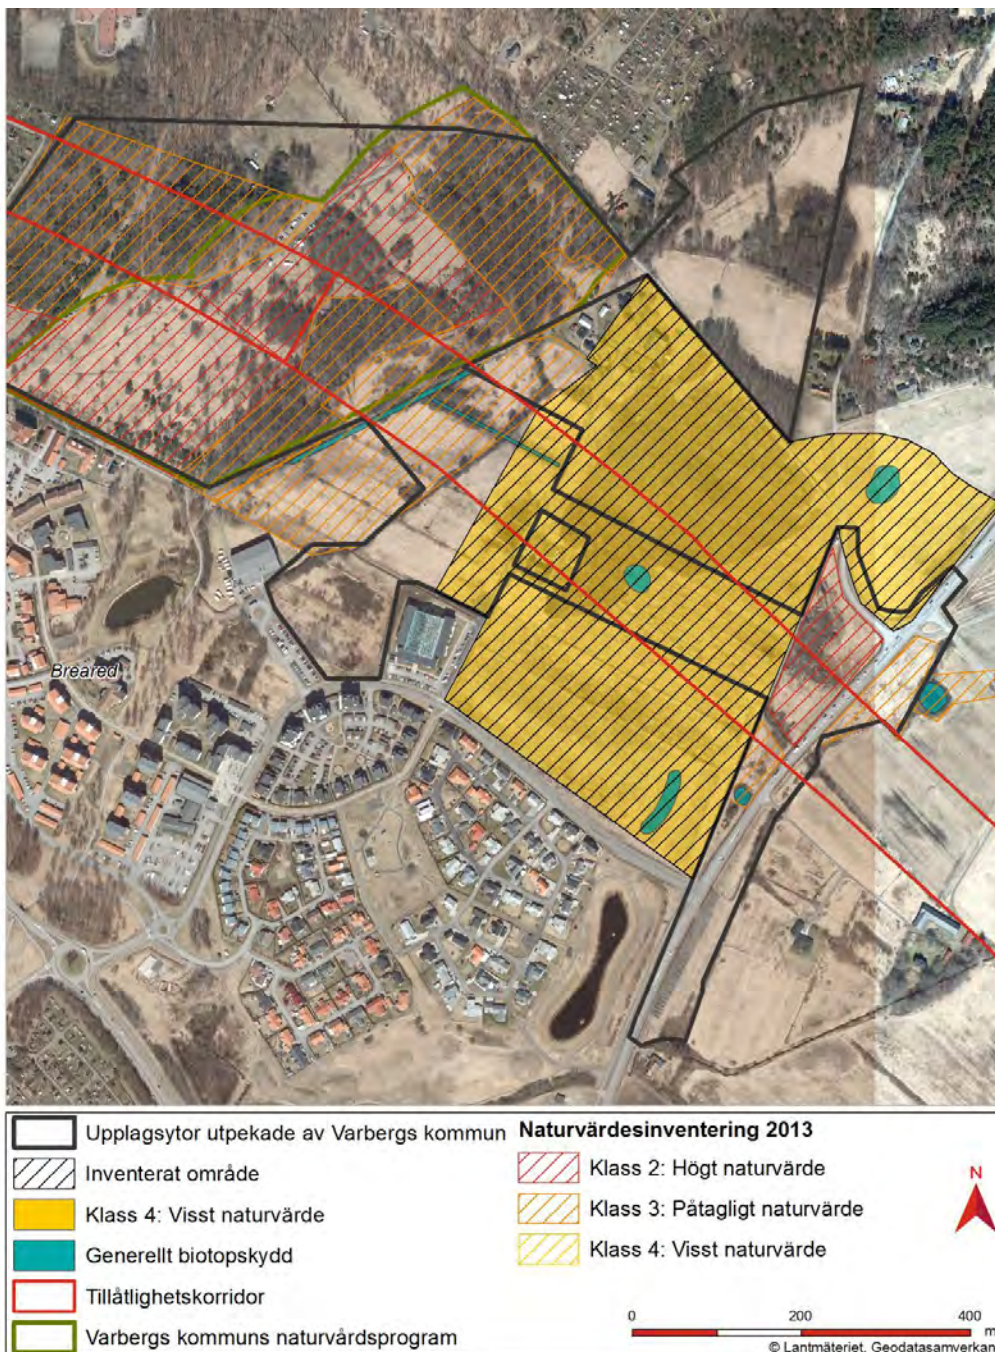 Breared
Upplagsytor utpekade av Varbergs kommun
Inventerat område
Klass 4: Visst naturvärde
Generellt biotopskydd
Tillåtlighetskorridor
Varbergs kommuns naturvårdsprogram
Naturvärdesinventering 2013
Klass 2: Högt naturvärde
Klass 3: Påtagligt naturvärde
Klass 4: Visst naturvärde
N
0 200 400
m
© Lantmäteriet, Geodatasamverkan